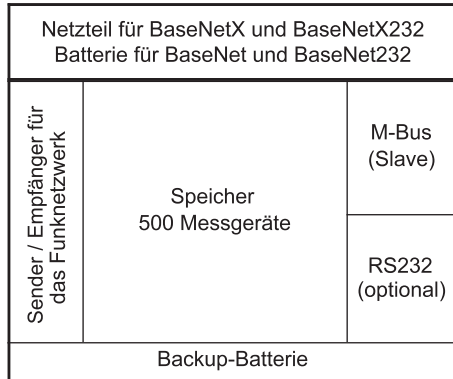 Netzteil für BaseNetX und BaseNetX232
Batterie für BaseNet und BaseNet232
Sender / Empfänger für
das Funknetzwerk
Speicher
500 Messgeräte
M-Bus
(Slave)
RS232
(optional)
Backup-Batterie